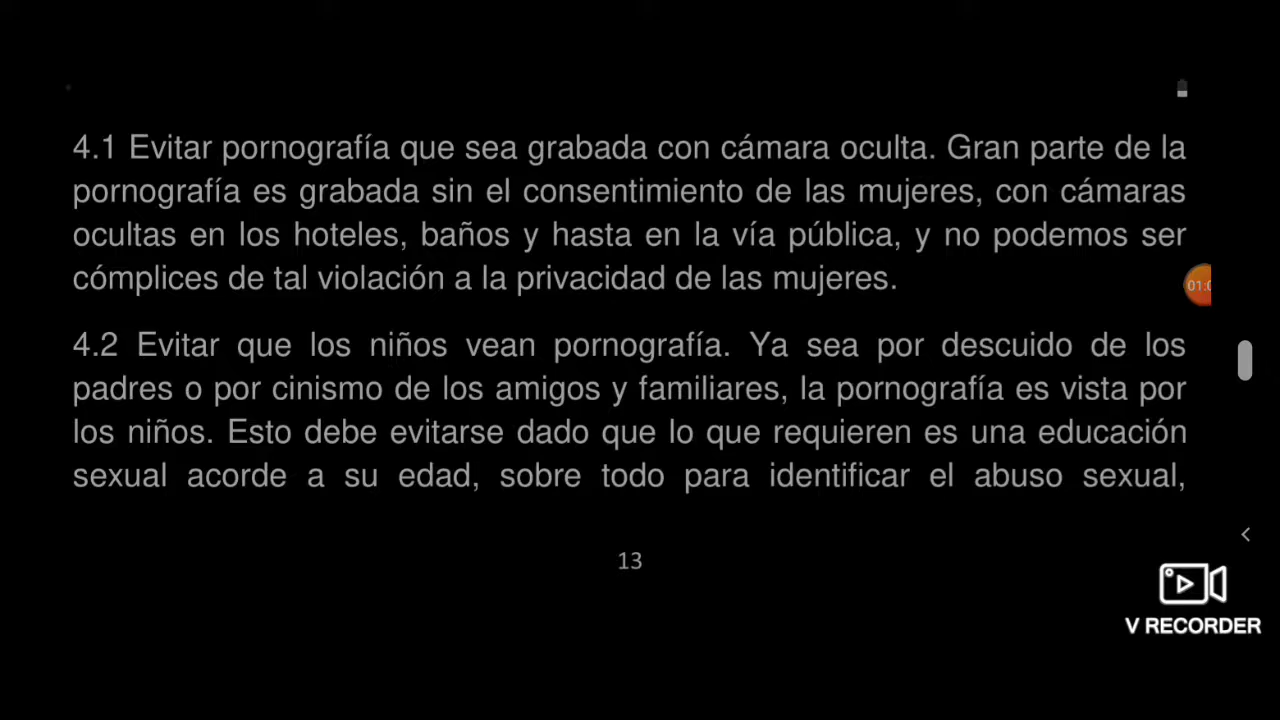 4.1 Evitar pornografía que sea grabada con cámara oculta. Gran parte de la
pornografía es grabada sin el consentimiento de las mujeres, con cámaras
ocultas en los hoteles, baños y hasta en la vía pública, y no podemos ser
cómplices de tal violación a la privacidad de las mujeres.
4.2 Evitar que los niños vean pornografía. Ya sea por descuido de los
padres o por cinismo de los amigos y familiares, la pornografía es vista por
los niños. Esto debe evitarse dado que lo que requieren es una educación
sexual acorde a su edad, sobre todo para identificar el abuso sexual,
13
V RECORDER